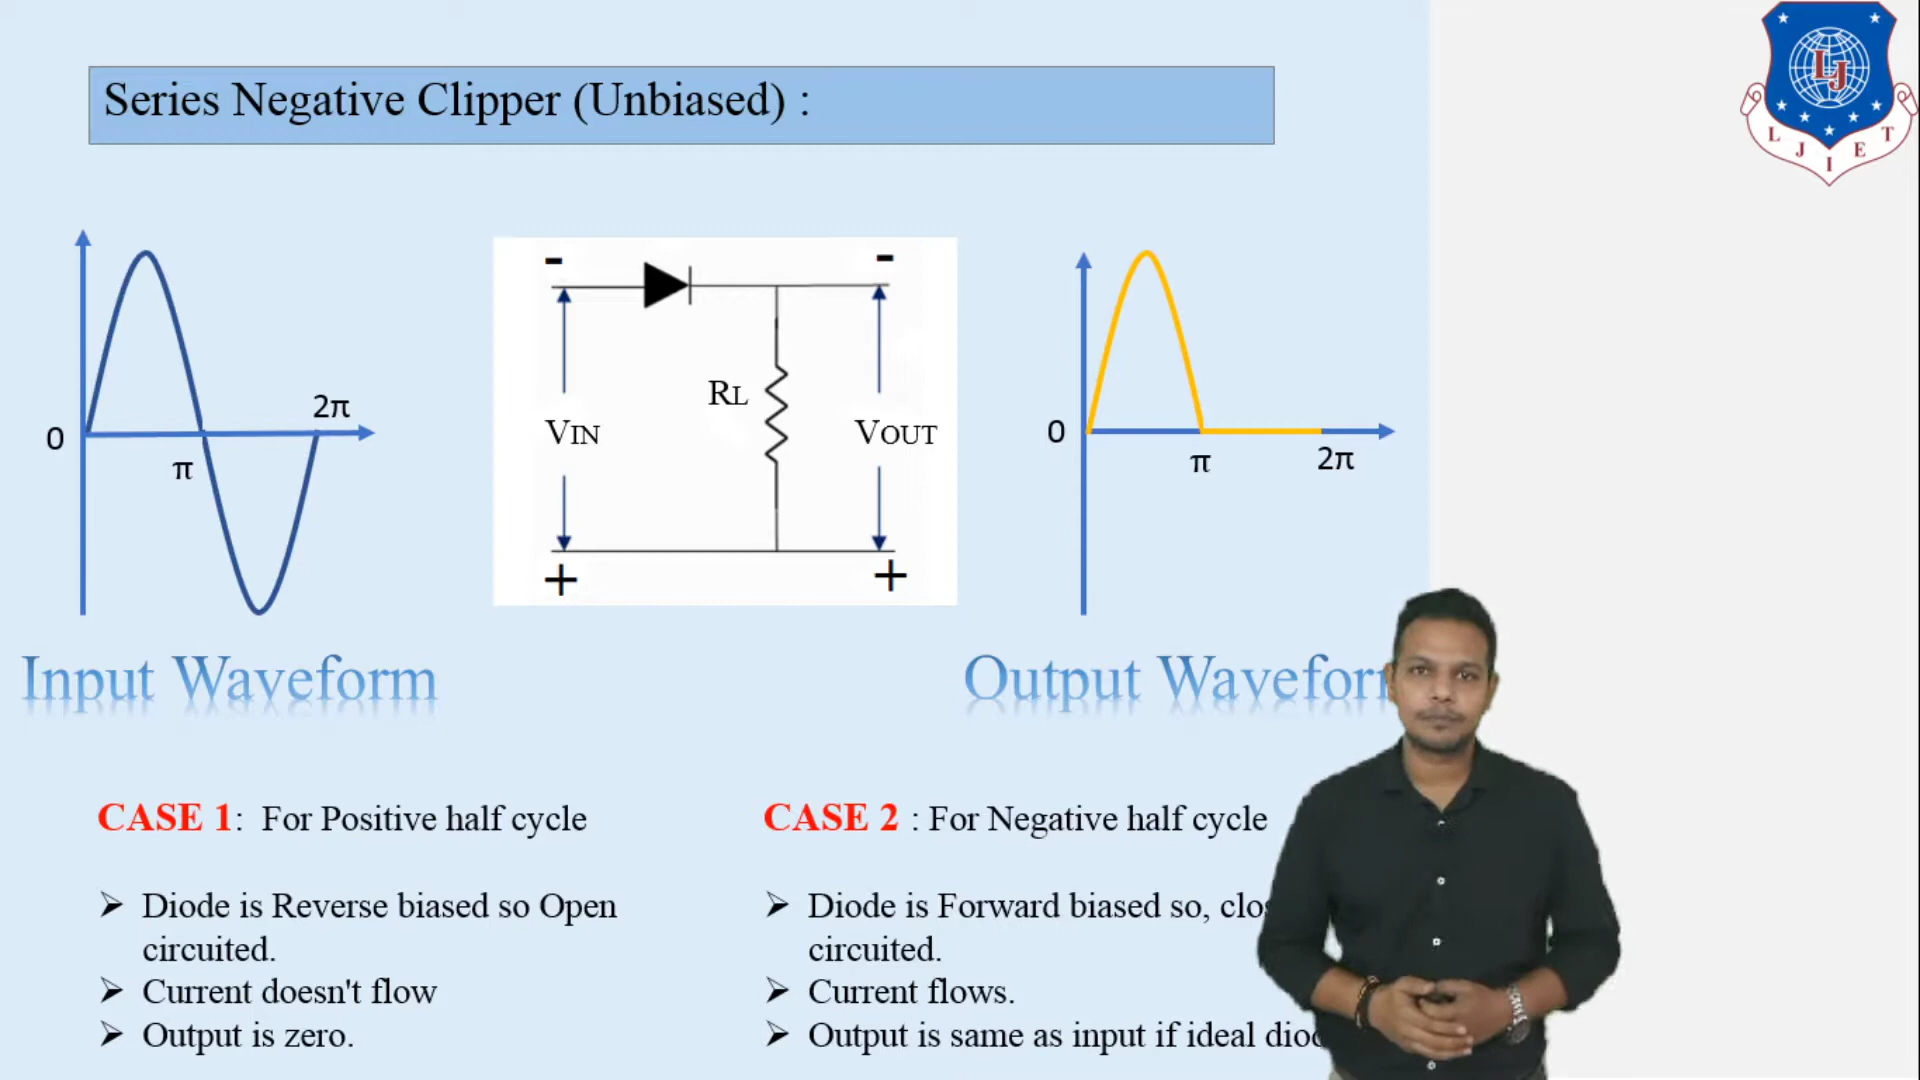 Series Negative Clipper (Unbiased) :
L J I E T
LJ
-
-
RL
VIN
VOUT
+
+
0
π
2π
0
π
2π
Input Waveform
Output
CASE 1: For Positive half cycle
Diode is Reverse biased so Open
circuited.
Current doesn't flow
Output is zero.
CASE 2 : For Negative half cycle
Diode is Forward biased so,
circuited.
Current flows.
Output is same as input if ideal